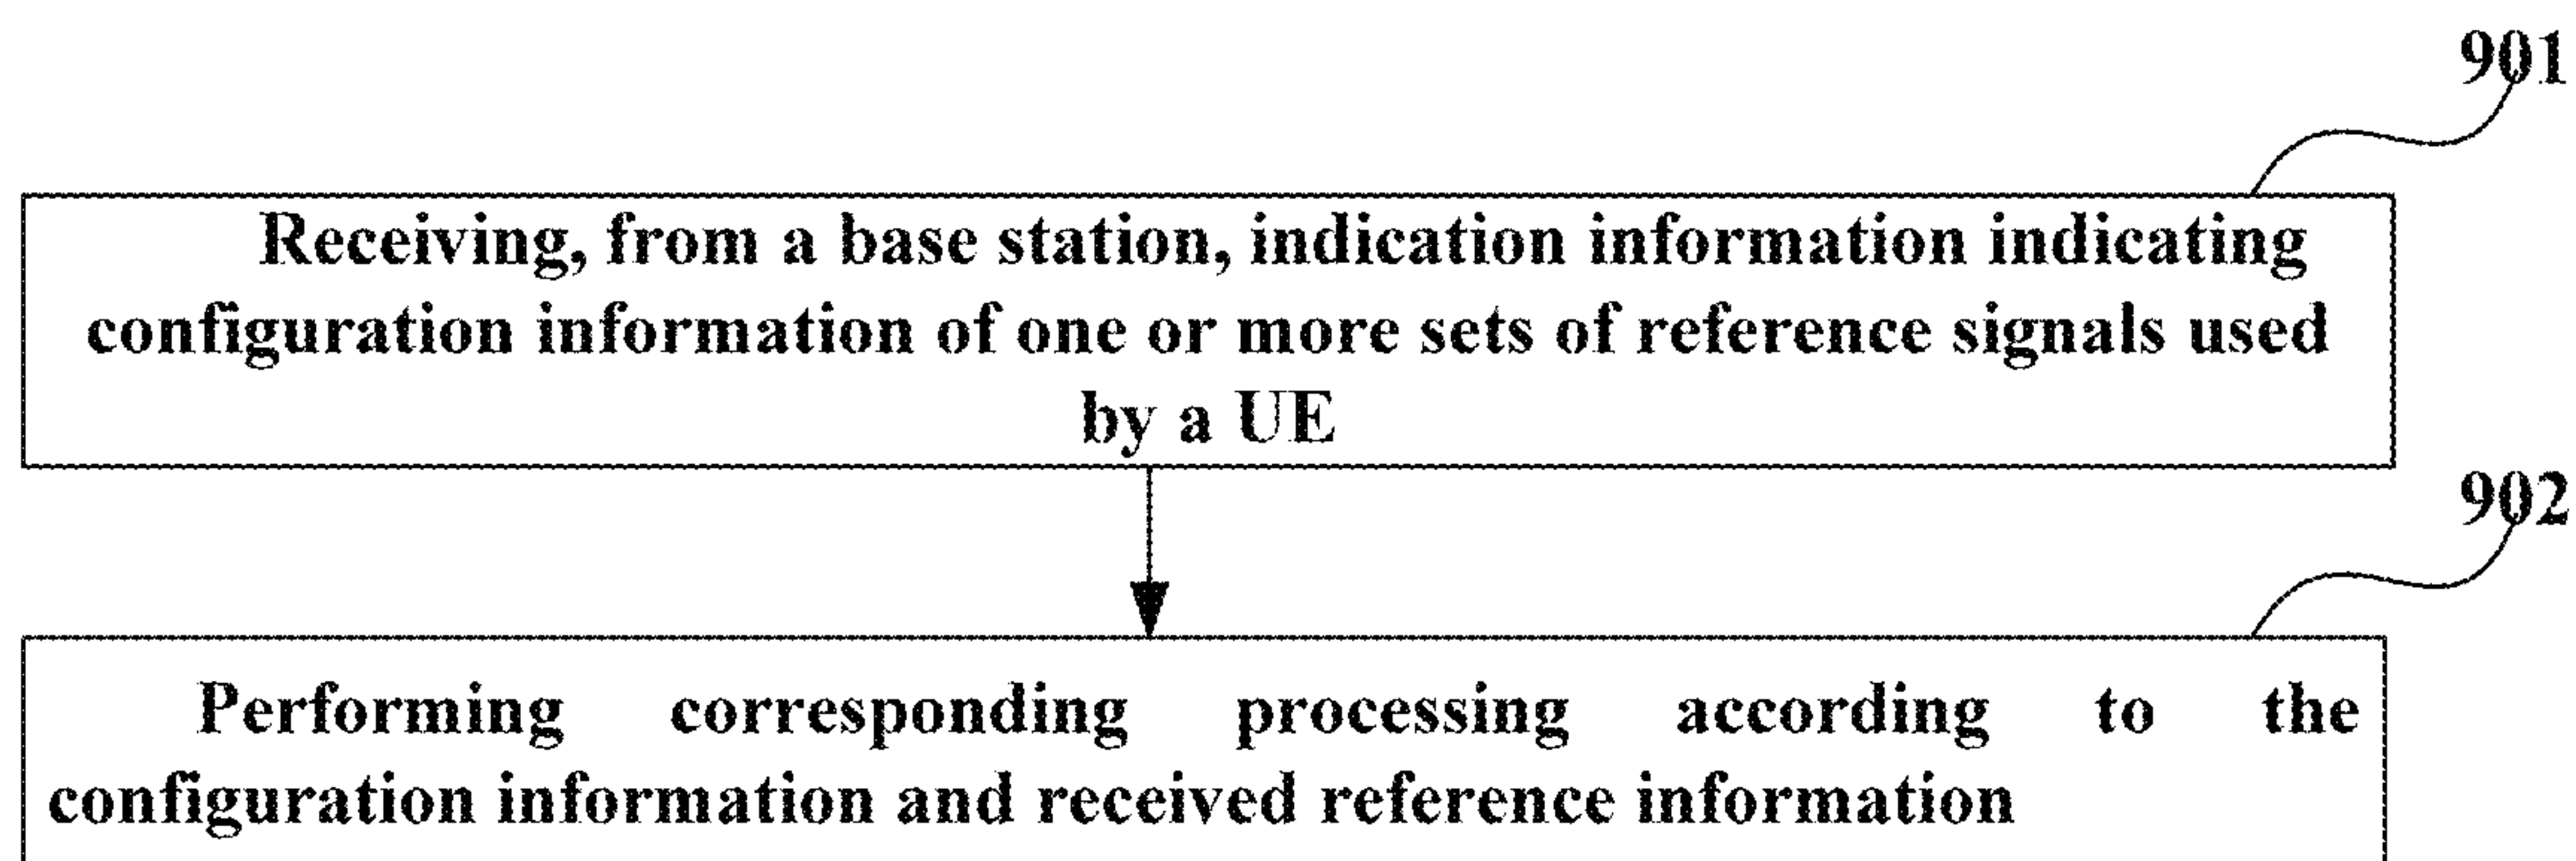 901
Receiving, from a base station, indication information indicating
configuration information of one or more sets of reference signals used
by a UE
902
Performing corresponding processing according to the
configuration information and received reference information